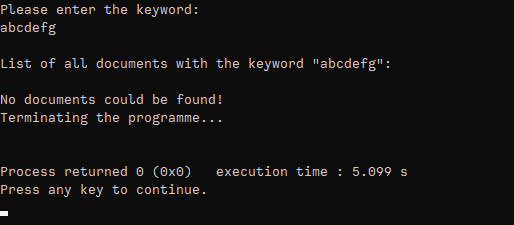 Please enter the keyword:
abcdefg
List of all documents with the keyword "abcdefg":
No documents could be found!
Terminating the programme...
Process returned 0 (0x0)   execution time : 5.099 s
Press any key to continue.